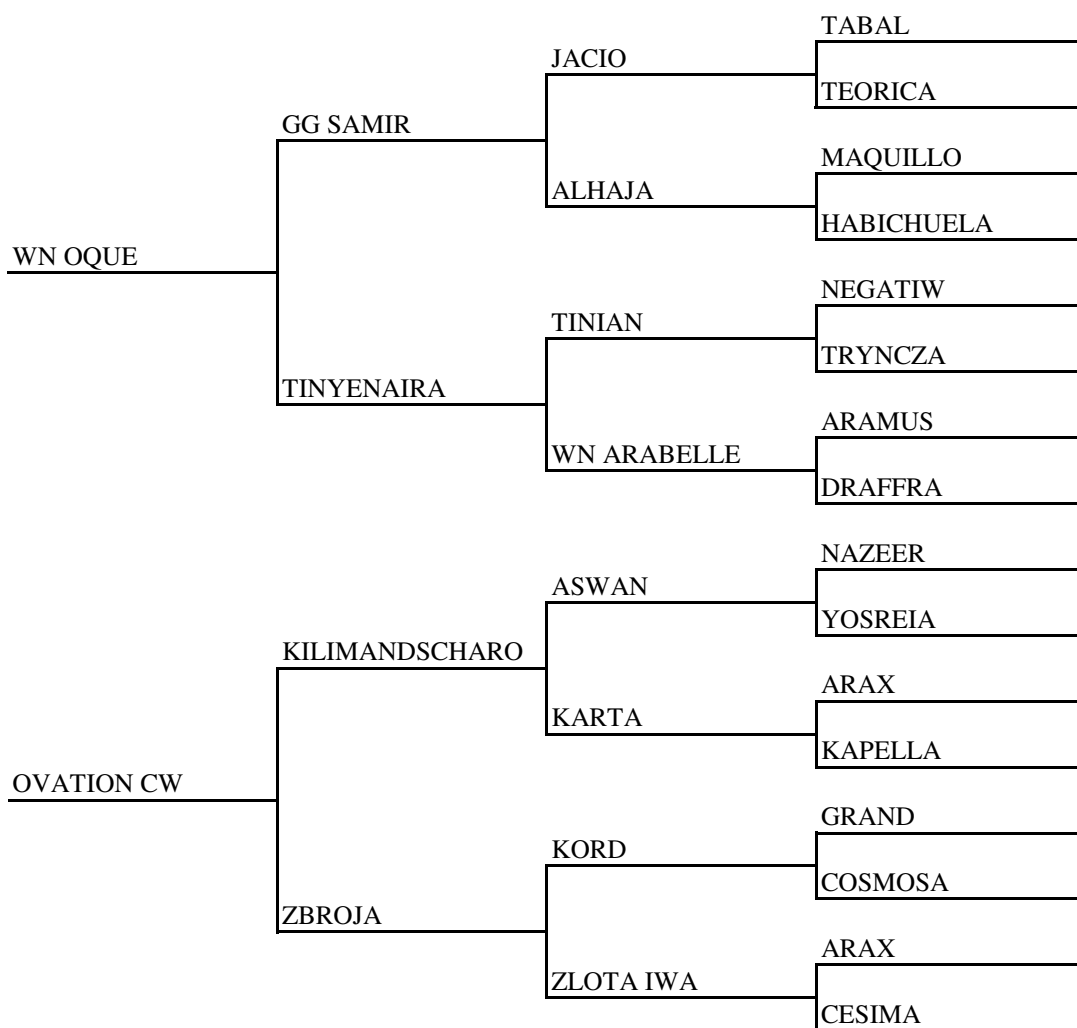 TABAL
JACIO
TEORICA
GG SAMIR
MAQUILLO
ALHAJA
HABICHUELA
WN OQUE
NEGATIW
TINIAN
TRYNCZA
TINYENAIRA
ARAMUS
WN ARABELLE
DRAFFRA
NAZEER
ASWAN
YOSREIA
KILIMANDSCHARO
ARAX
KARTA
KAPELLA
OVATION CW
GRAND
KORD
COSMOSA
ZBROJA
ARAX
ZLOTA IWA
CESIMA